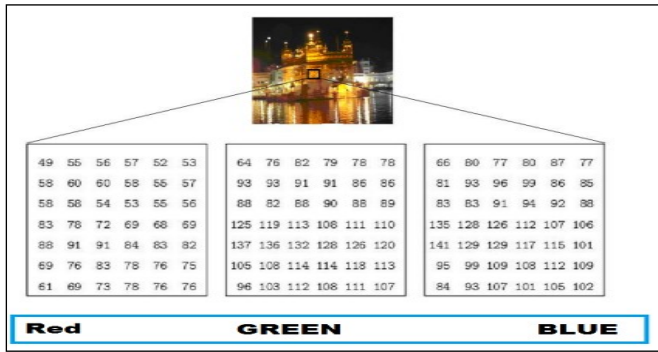 49 55 56 57 52 53
58 60 60 58 55 57
58 58 54 53 55 56
83 78 72 69 68 69
88 91 91 84 83 82
69 76 83 78 76 75
61 69 73 78 76 76
64 76 82 79 78 78
93 93 91 91 86 86
88 82 88 90 88 89
125 119 113 108 111 110
137 136 132 128 126 120
105 108 114 114 118 113
96 103 112 108 111 107
66 80 77 80 87 77
81 93 96 99 86 85
83 83 91 94 92 88
135 128 126 112 107 106
141 129 129 117 115 101
95 99 109 108 112 109
84 93 107 101 105 102
Red GREEN BLUE